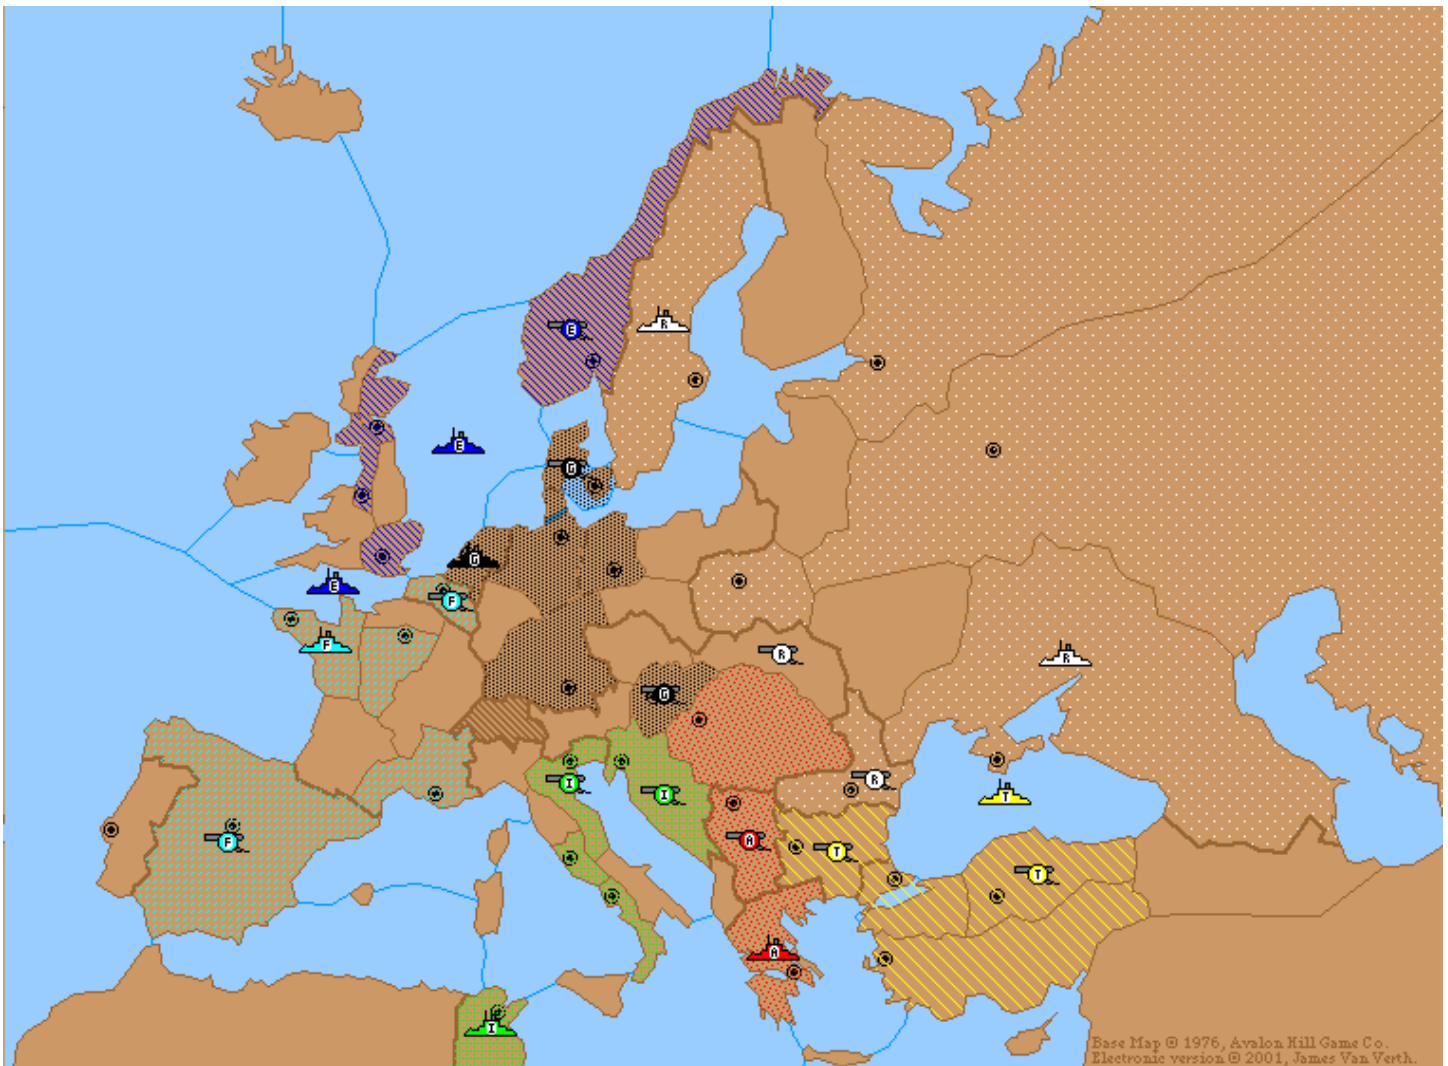 E
R
E
G
G
E
F
F
R
R
G
R
I
I
T
A
T
F
T
A
I
Base Map © 1976, Avalon Hill Game Co.
Electronic version © 2001, James Van Verth.